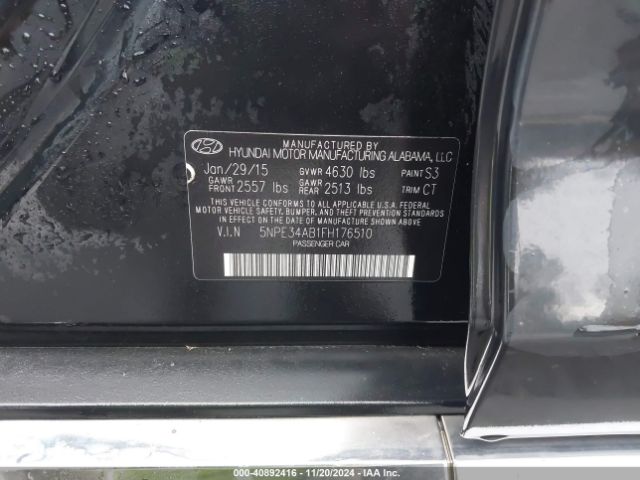 MANUFACTURED BY
HYUNDAI MOTOR MANUFACTURING ALABAMA, LLC
Jan/29/15 GVWR 4630 lbs PAINT S3
GAWR FRONT 2557 lbs GAWR REAR 2513 lbs TRIM CT
THIS VEHICLE CONFORMS TO ALL APPLICABLE U.S.A. FEDERAL
MOTOR VEHICLE SAFETY, BUMPER, AND THEFT PREVENTION
STANDARDS IN EFFECT ON THE DATE OF MANUFACTURE SHOWN ABOVE
V.I.N 5NPE34AB1FH176510
PASSENGER CAR
000-40892416 - 11/20/2024 - IAA Inc.